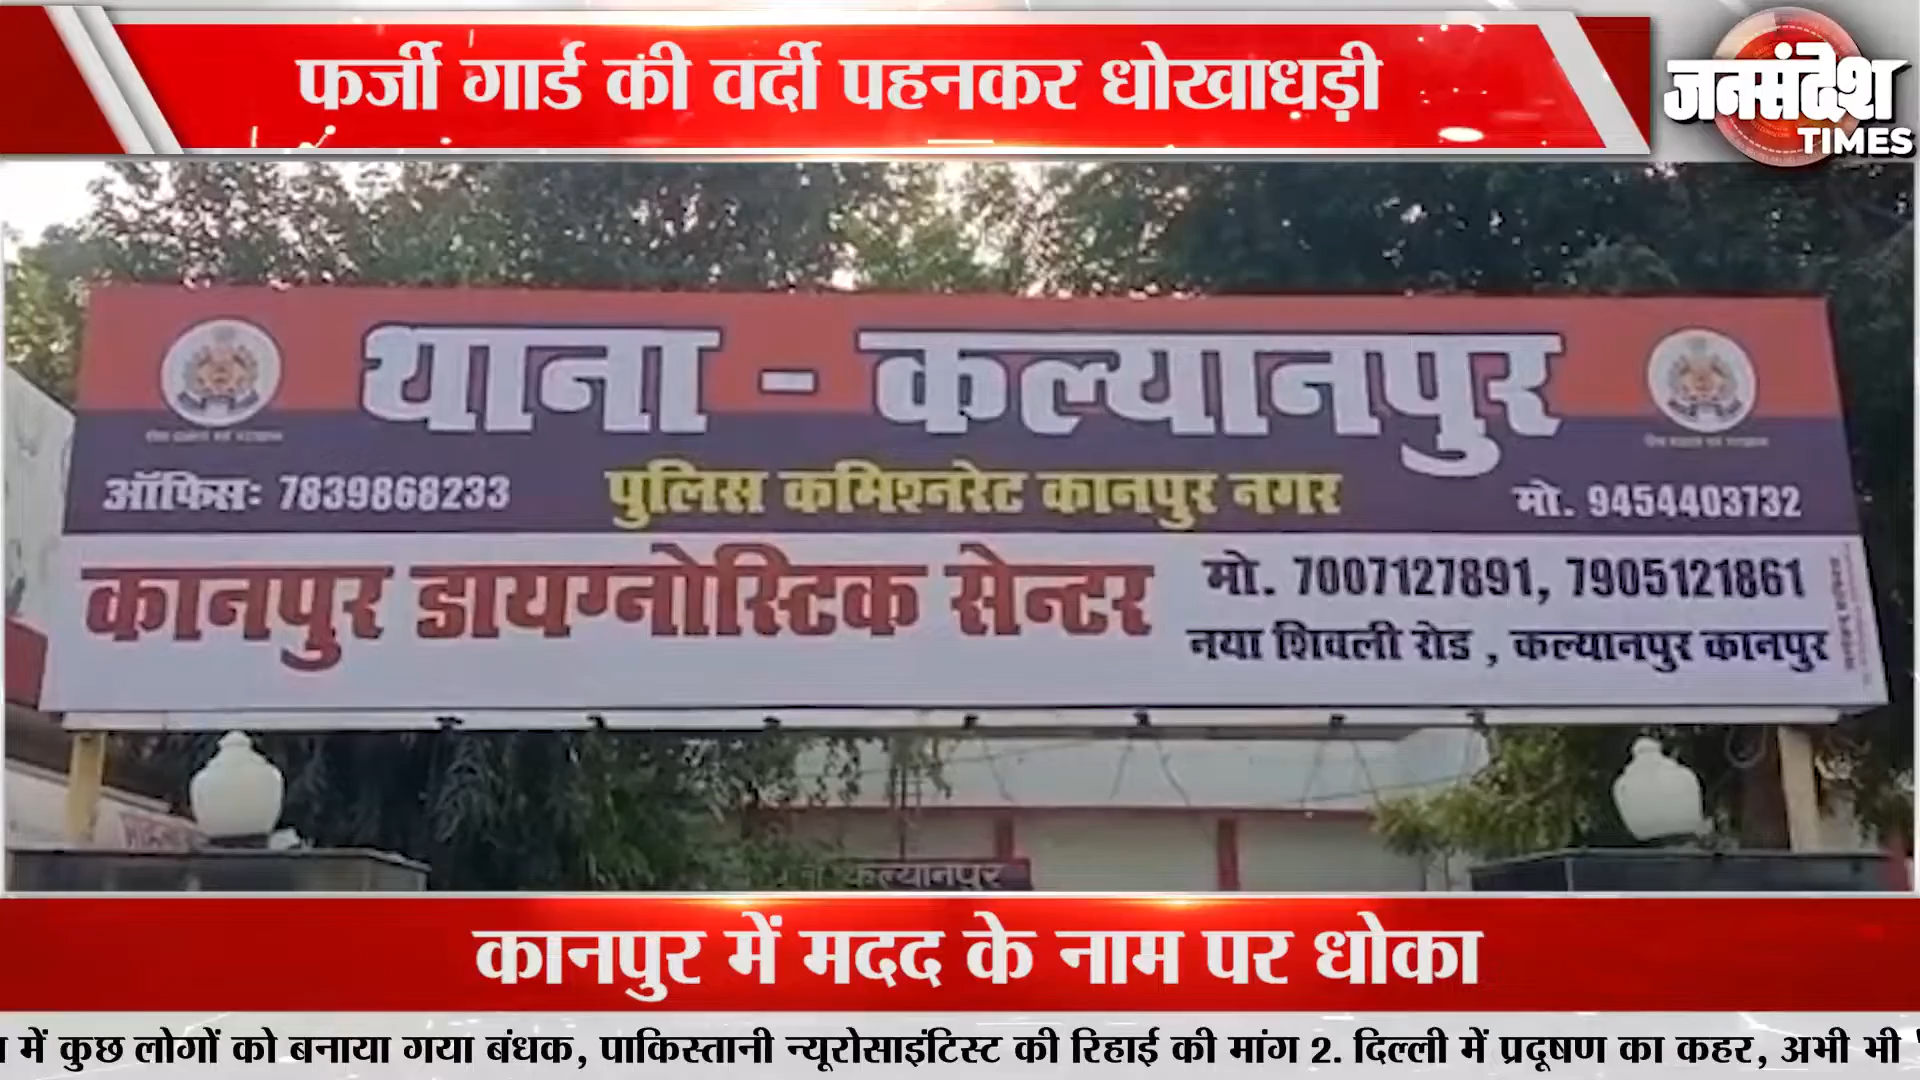 फर्जी गार्ड की वर्दी पहनकर धोखाधड़ी
जनसंदेश
TIMES
थाना - कल्यानपुर
ऑफिस: 7839868233 पुलिस कमिश्नरेट कानपुर नगर मो. 9454403732
कानपुर डायग्नोस्टिक सेन्टर
मो. 7007127891, 7905121861
नया शिवली रोड , कल्यानपुर कानपुर
कल्यानपुर
कानपुर में मदद के नाम पर धोका
में कुछ लोगों को बनाया गया बंधक, पाकिस्तानी न्यूरोसाइंटिस्ट की रिहाई की मांग 2. दिल्ली में प्रदूषण का कहर, अभी भी